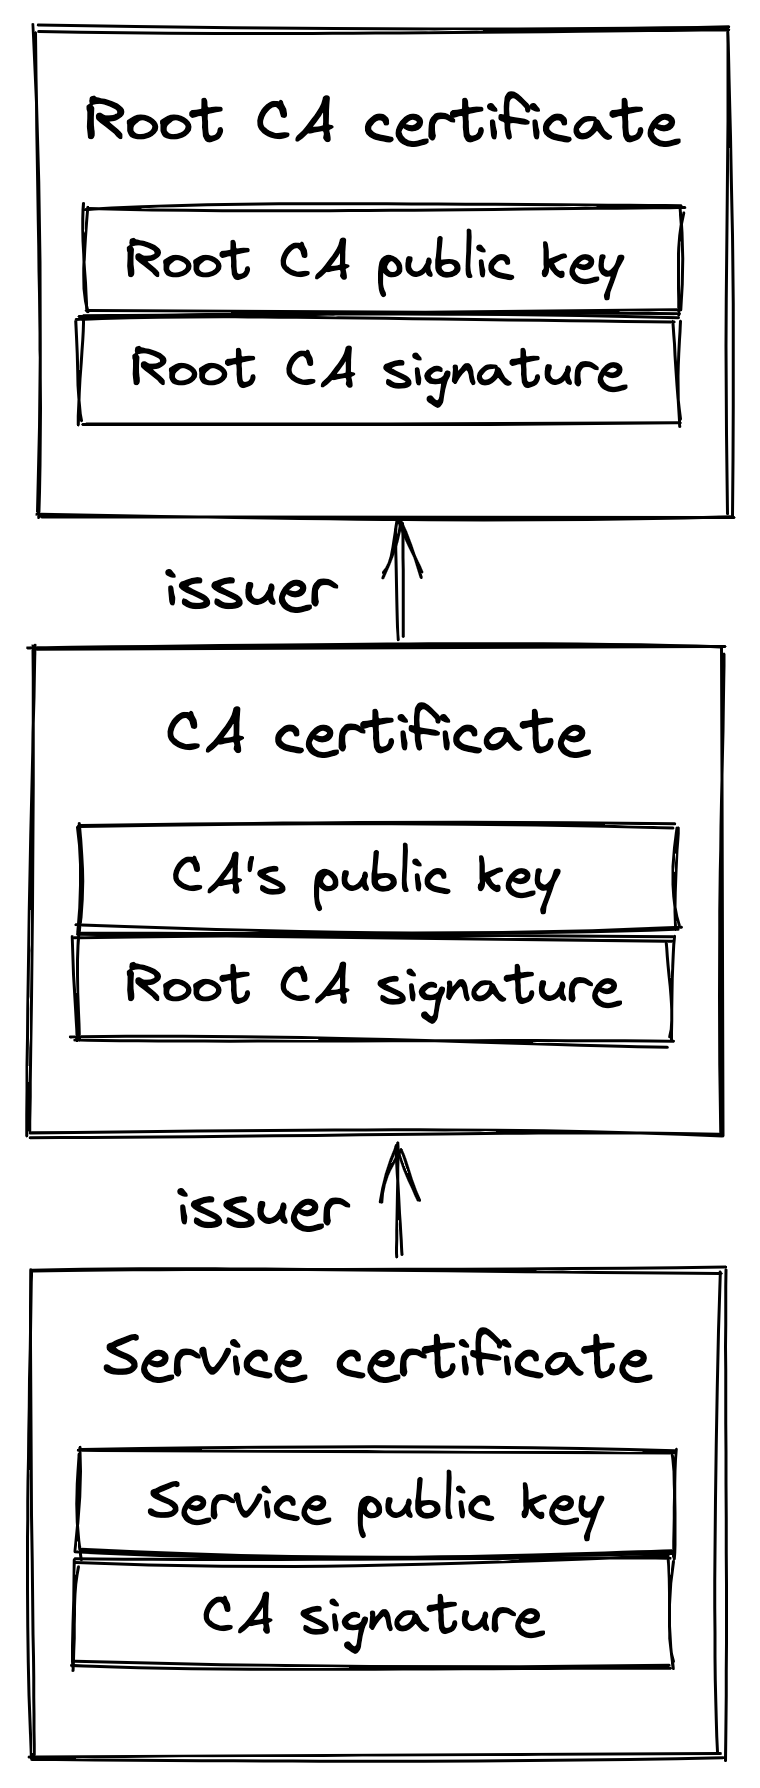 Root CA certificate
Root CA public key
Root CA signature
issuer
CA certificate
CA's public key
Root CA signature
issuer
Service certificate
Service public key
CA signature